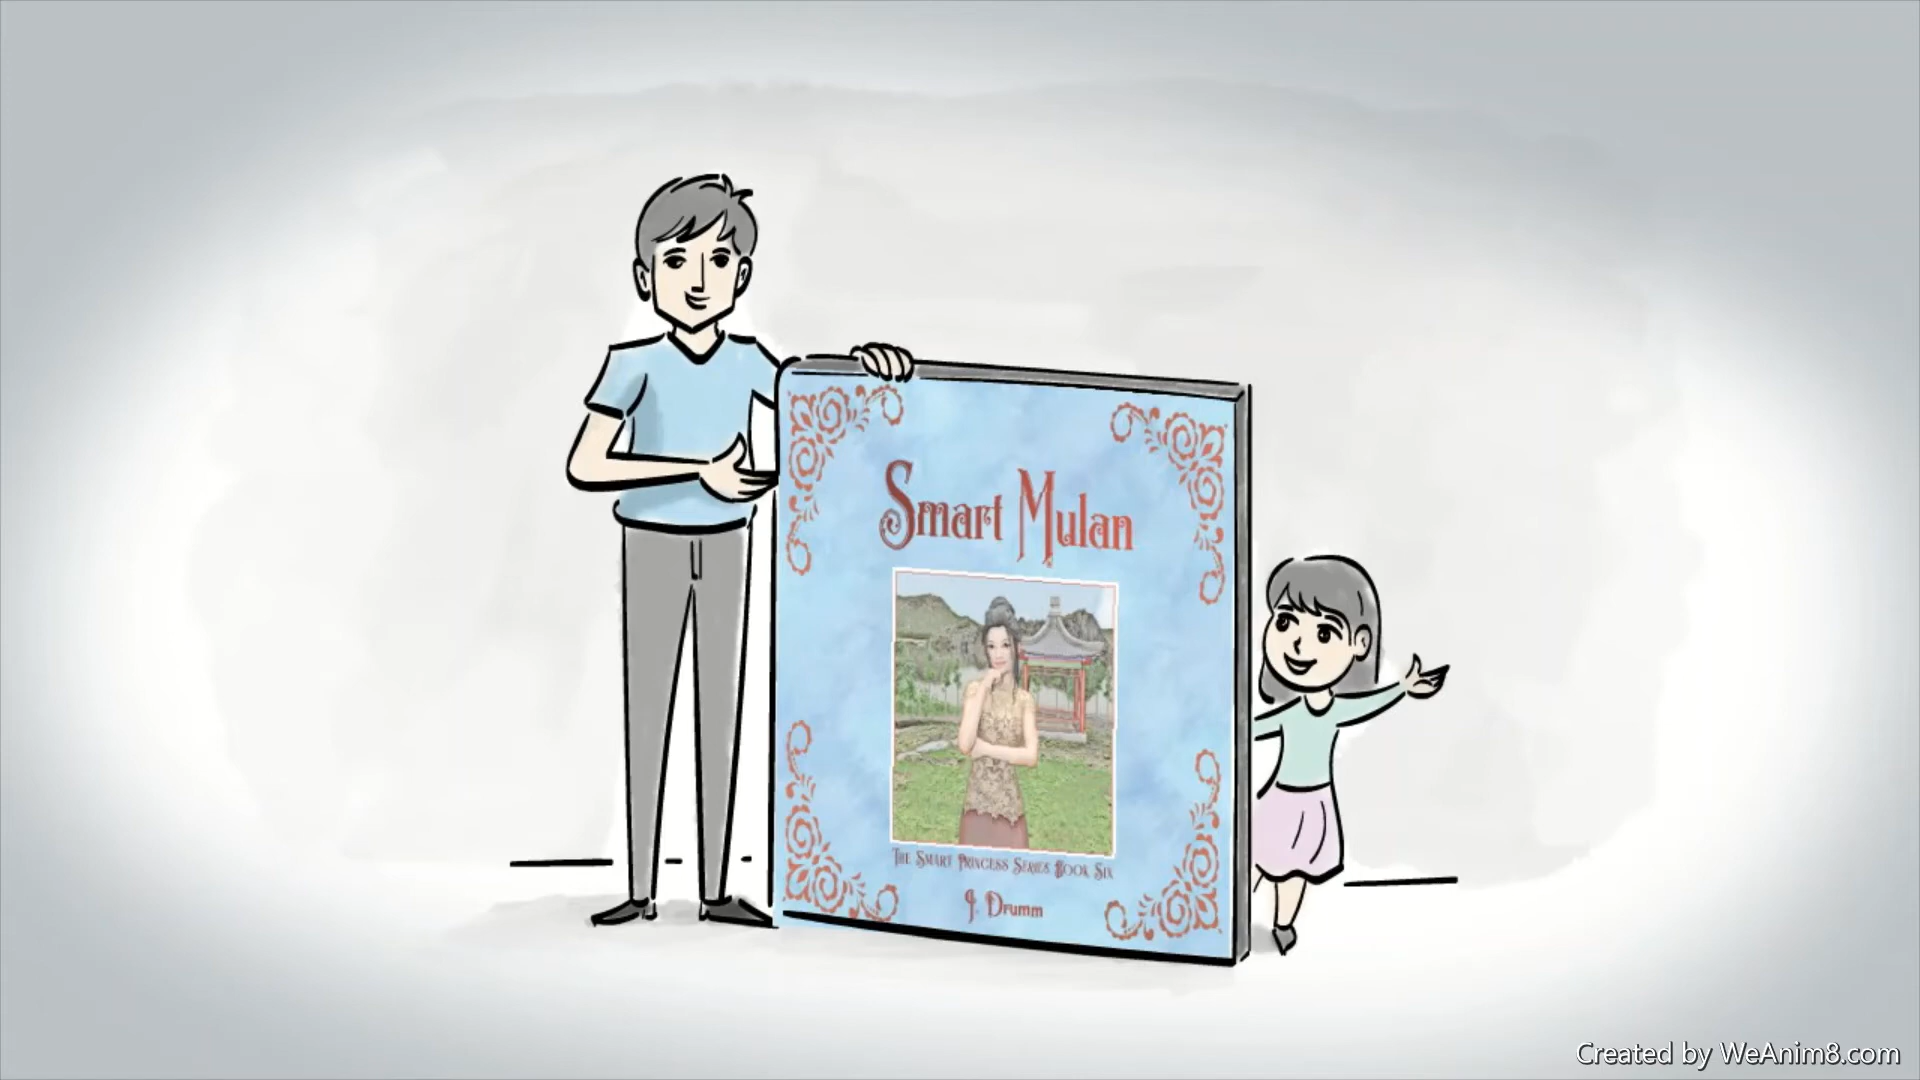 Smart Mulan
The Smart Princess Series Book Six
J. Drumm
Created by WeAnim8.com